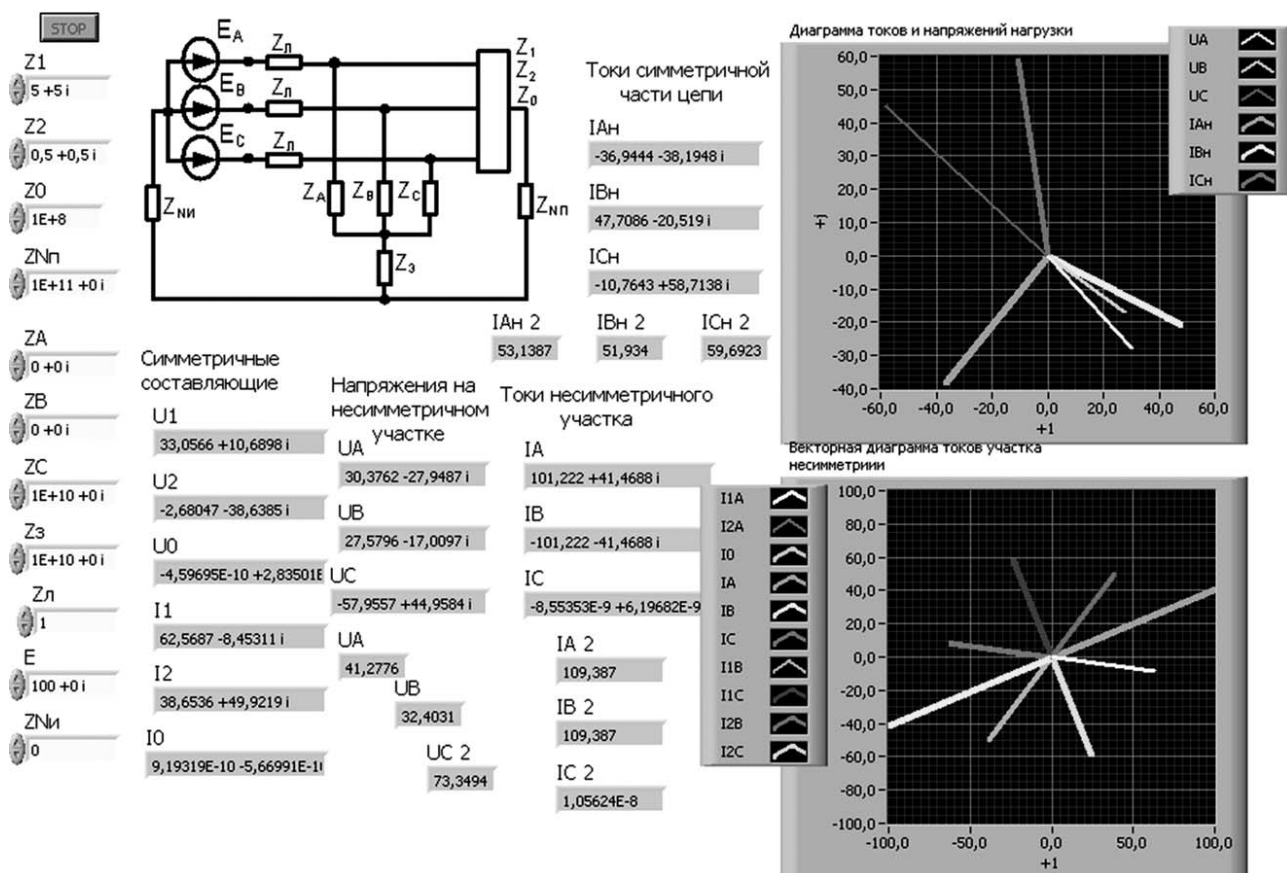 STOP
Z1
5 +5 i
Z2
0,5 +0,5 i
Z0
1E+8
ZNп
1E+11 +0 i
ZA
0 +0 i
ZB
0 +0 i
ZC
1E+10 +0 i
Zз
1E+10 +0 i
Zл
1
E
100 +0 i
ZNи
0
EA
Zл
EB
Zл
EC
Zл
Z1
Z2
Z0
ZNи
ZA
ZB
ZC
ZNп
Zз
Токи симметричной
части цепи
IAн
-36,9444 -38,1948 i
IBн
47,7086 -20,519 i
ICн
-10,7643 +58,7138 i
IAн 2
53,1387
IBн 2
51,934
ICн 2
59,6923
Симметричные
составляющие
U1
33,0566 +10,6898 i
U2
-2,68047 -38,6385 i
U0
-4,59695E-10 +2,83501E
I1
62,5687 -8,45311 i
I2
38,6536 +49,9219 i
I0
9,19319E-10 -5,66991E-1
Напряжения на
несимметричном
участке
UA
30,3762 -27,9487 i
UB
27,5796 -17,0097 i
UC
-57,9557 +44,9584 i
UA
41,2776
UB
32,4031
UC 2
73,3494
Токи несимметричного
участка
IA
101,222 +41,4688 i
IB
-101,222 -41,4688 i
IC
-8,55353E-9 +6,19682E-9
IA 2
109,387
IB 2
109,387
IC 2
1,05624E-8
Диаграмма токов и напряжений нагрузки
60,0
50,0
40,0
30,0
20,0
10,0
0,0
-10,0
-20,0
-30,0
-40,0
+j
-60,0 -40,0 -20,0 0,0 20,0 40,0 60,0
+1
UA
UB
UC
IAн
IBн
ICн
Векторная диаграмма токов участка
несимметриии
100,0
80,0
60,0
40,0
20,0
0,0
-20,0
-40,0
-60,0
-80,0
-100,0
-100,0 -50,0 0,0 50,0 100,0
+1
I1A
I2A
I0
IA
IB
IC
I1B
I1C
I2B
I2C